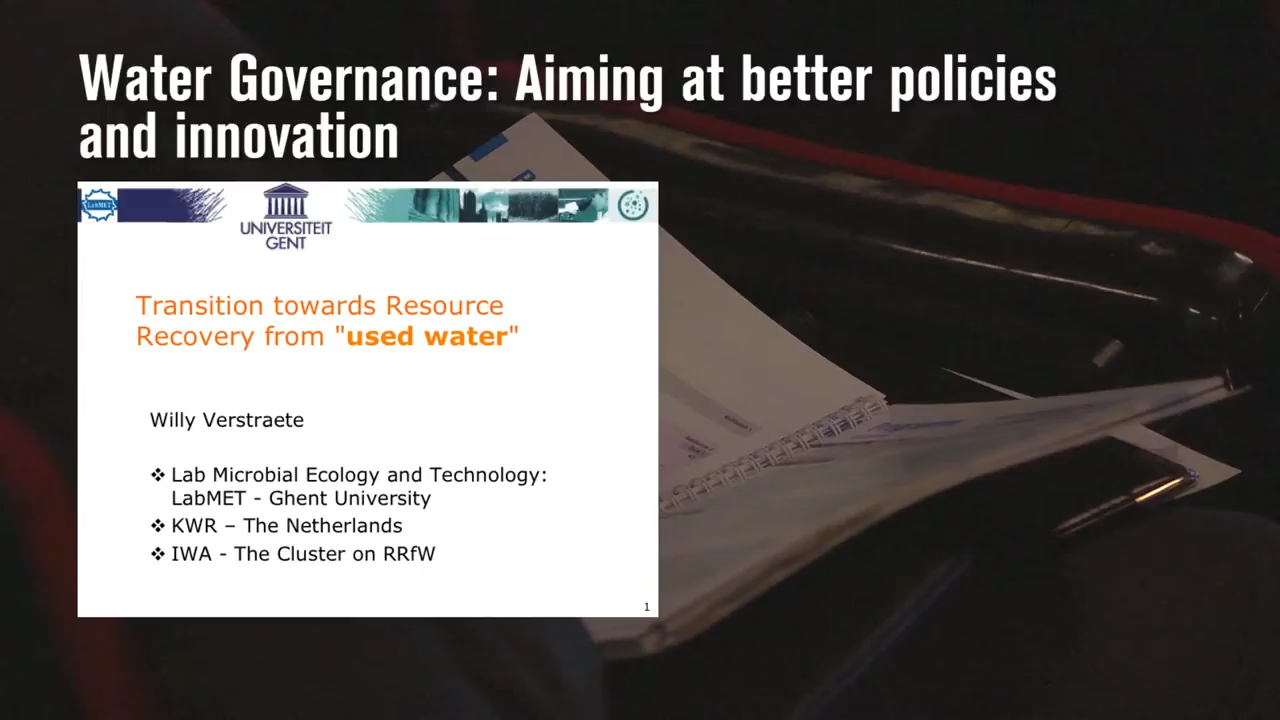 Water Governance: Aiming at better policies
and innovation
LabMET
UNIVERSITEIT
GENT
Transition towards Resource
Recovery from "used water"
Willy Verstraete
❖ Lab Microbial Ecology and Technology:
LabMET - Ghent University
❖ KWR – The Netherlands
❖ IWA - The Cluster on RRfW
1